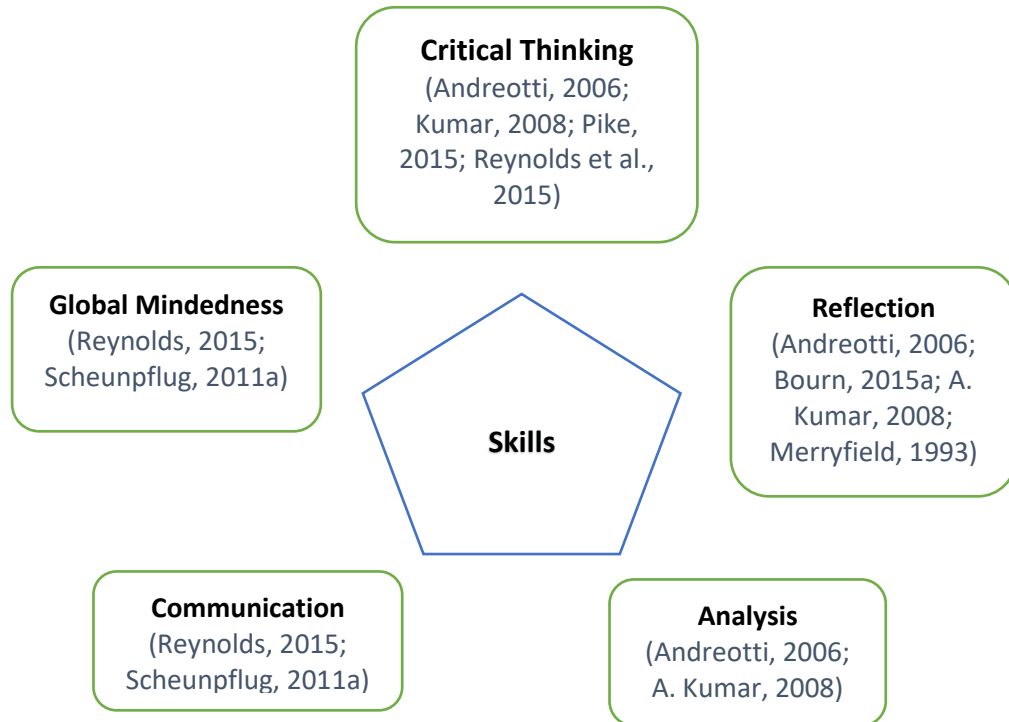 Critical Thinking
(Andreotti, 2006;
Kumar, 2008; Pike,
2015; Reynolds et al.,
2015)
Global Mindedness
(Reynolds, 2015;
Scheunpflug, 2011a)
Reflection
(Andreotti, 2006;
Bourn, 2015a; A.
Kumar, 2008;
Merryfield, 1993)
Skills
Communication
(Reynolds, 2015;
Scheunpflug, 2011a)
Analysis
(Andreotti, 2006;
A. Kumar, 2008)